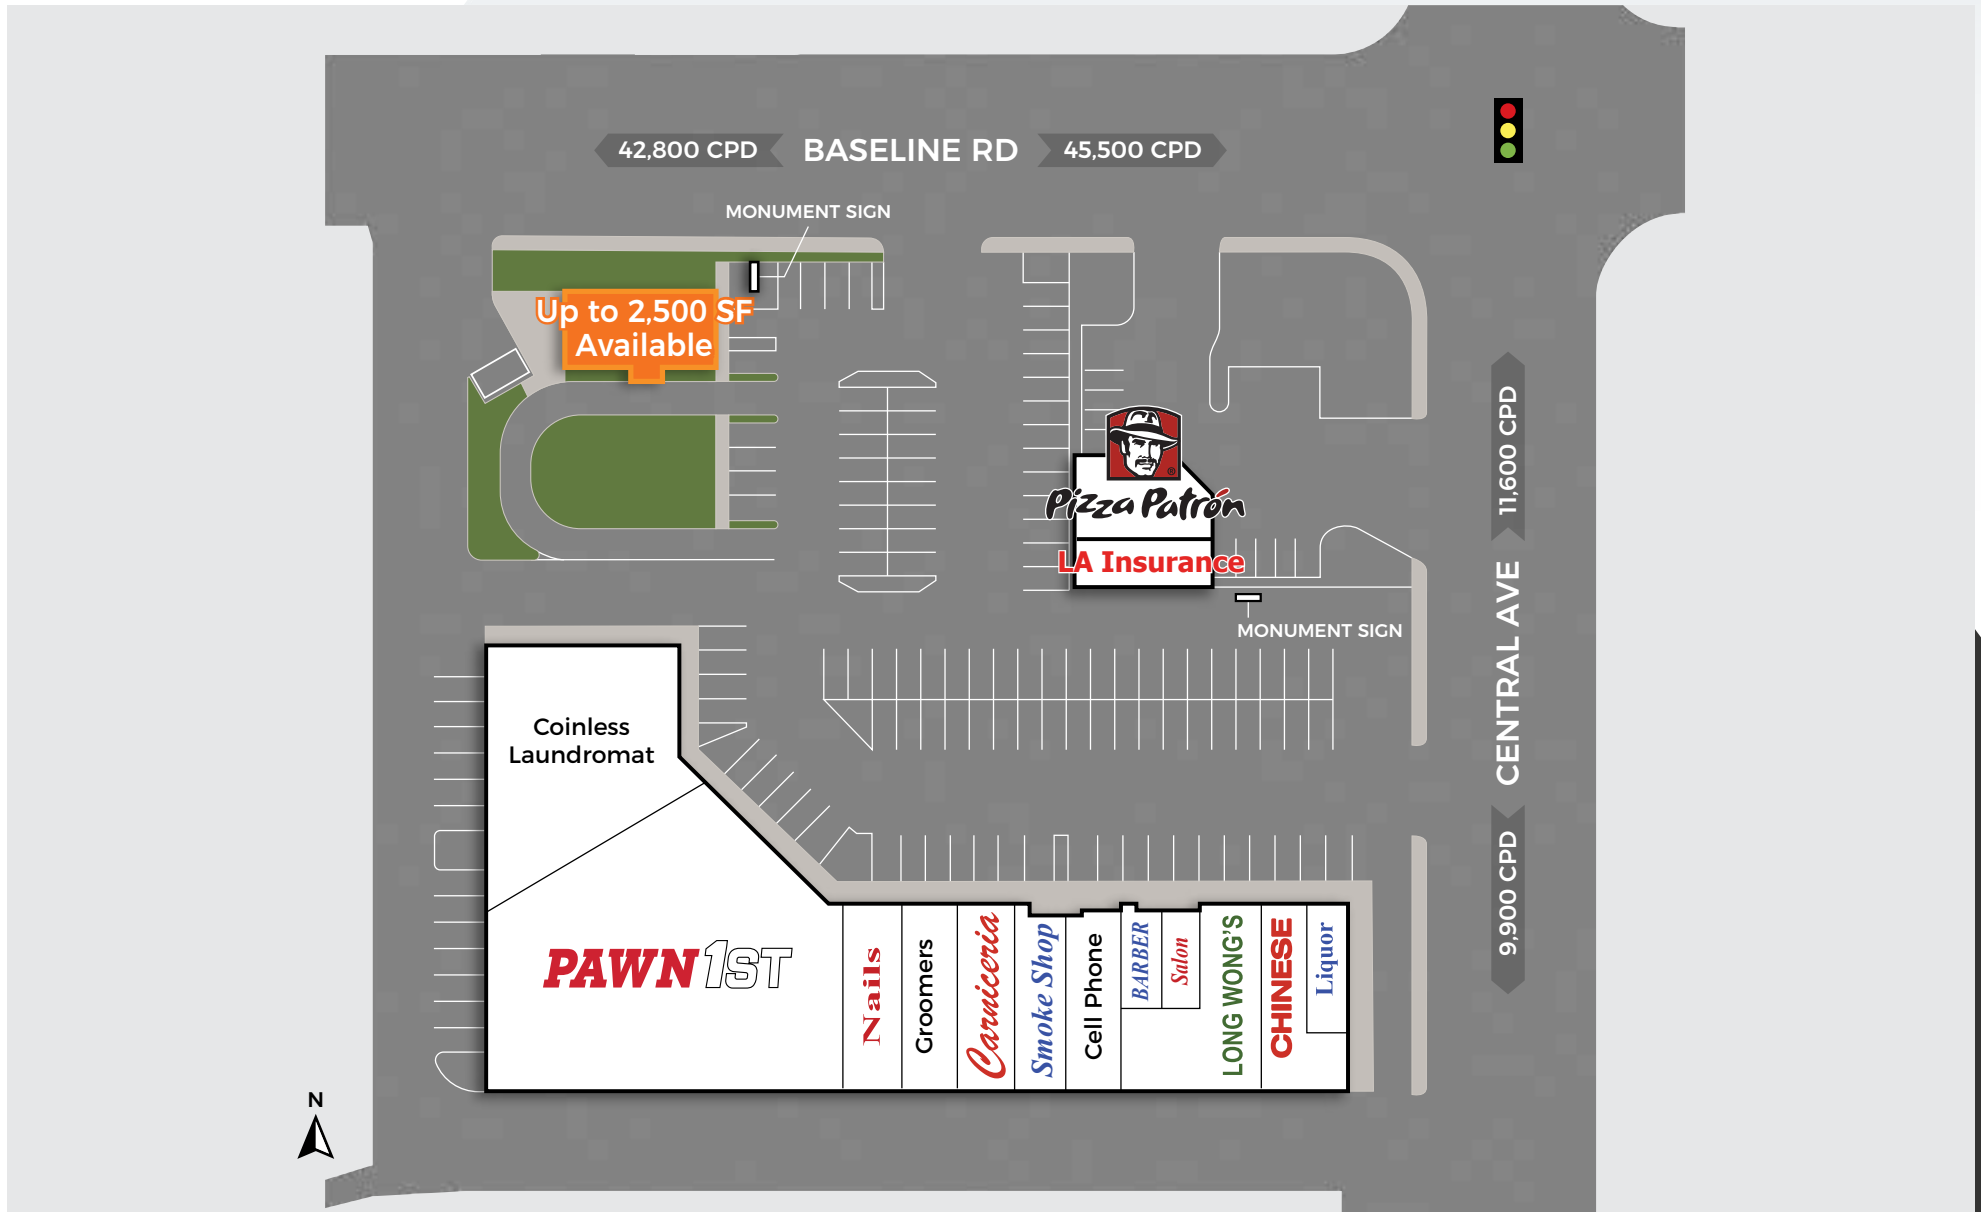 42,800 CPD
BASELINE RD
45,500 CPD
MONUMENT SIGN
Up to 2,500 SF
Available
11,600 CPD
CENTRAL AVE
9,900 CPD
®
Pizza Patrón
LA Insurance
MONUMENT SIGN
Coinless
Laundromat
PAWN 1ST
Nails
Groomers
Carniceria
Smoke Shop
Cell Phone
BARBER
Salon
LONG WONG'S
CHINESE
Liquor
N